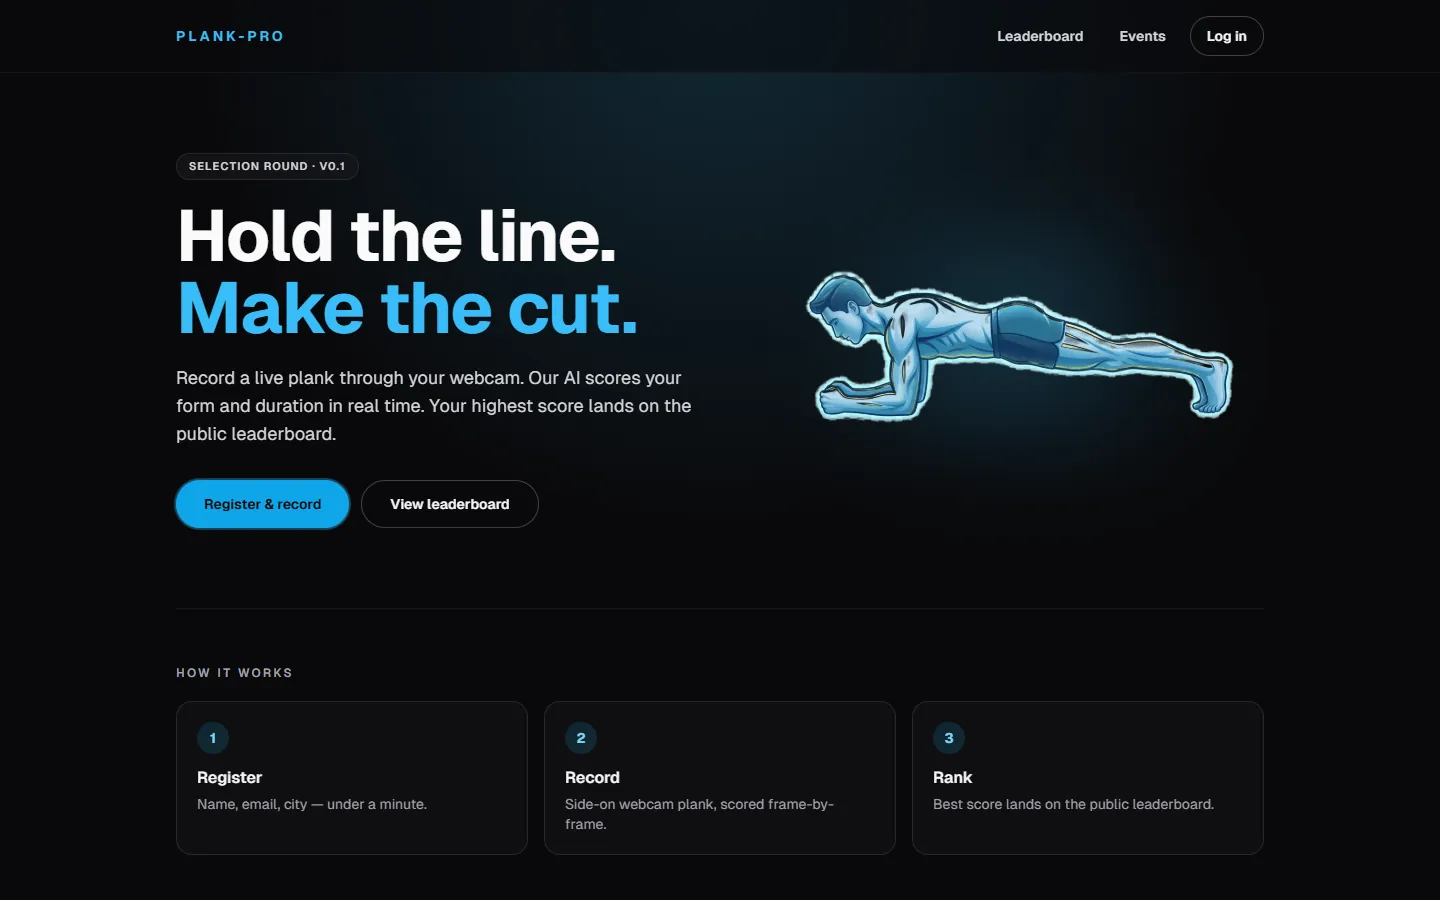 PLANK-PRO
Leaderboard
Events
Log in
SELECTION ROUND · V0.1
Hold the line.
Make the cut.
Record a live plank through your webcam. Our AI scores your
form and duration in real time. Your highest score lands on the
public leaderboard.
Register & record
View leaderboard
HOW IT WORKS
1
Register
Name, email, city — under a minute.
2
Record
Side-on webcam plank, scored frame-by-
frame.
3
Rank
Best score lands on the public leaderboard.